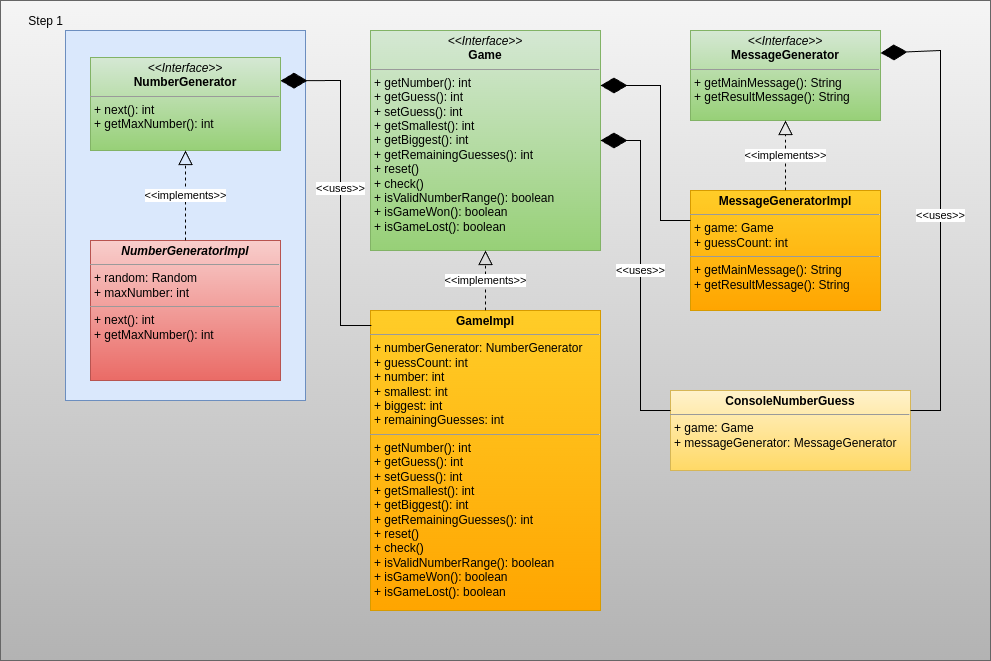 Step 1
<<Interface>>
NumberGenerator
+ next(): int
+ getMaxNumber(): int
<<implements>>
NumberGeneratorImpl
+ random: Random
+ maxNumber: int
+ next(): int
+ getMaxNumber(): int
<<uses>>
<<Interface>>
Game
+ getNumber(): int
+ getGuess(): int
+ setGuess(): int
+ getSmallest(): int
+ getBiggest(): int
+ getRemainingGuesses(): int
+ reset()
+ check()
+ isValidNumberRange(): boolean
+ isGameWon(): boolean
+ isGameLost(): boolean
<<implements>>
GameImpl
+ numberGenerator: NumberGenerator
+ guessCount: int
+ number: int
+ smallest: int
+ biggest: int
+ remainingGuesses: int
+ getNumber(): int
+ getGuess(): int
+ setGuess(): int
+ getSmallest(): int
+ getBiggest(): int
+ getRemainingGuesses(): int
+ reset()
+ check()
+ isValidNumberRange(): boolean
+ isGameWon(): boolean
+ isGameLost(): boolean
<<uses>>
<<Interface>>
MessageGenerator
+ getMainMessage(): String
+ getResultMessage(): String
<<implements>>
MessageGeneratorImpl
+ game: Game
+ guessCount: int
+ getMainMessage(): String
+ getResultMessage(): String
<<uses>>
ConsoleNumberGuess
+ game: Game
+ messageGenerator: MessageGenerator